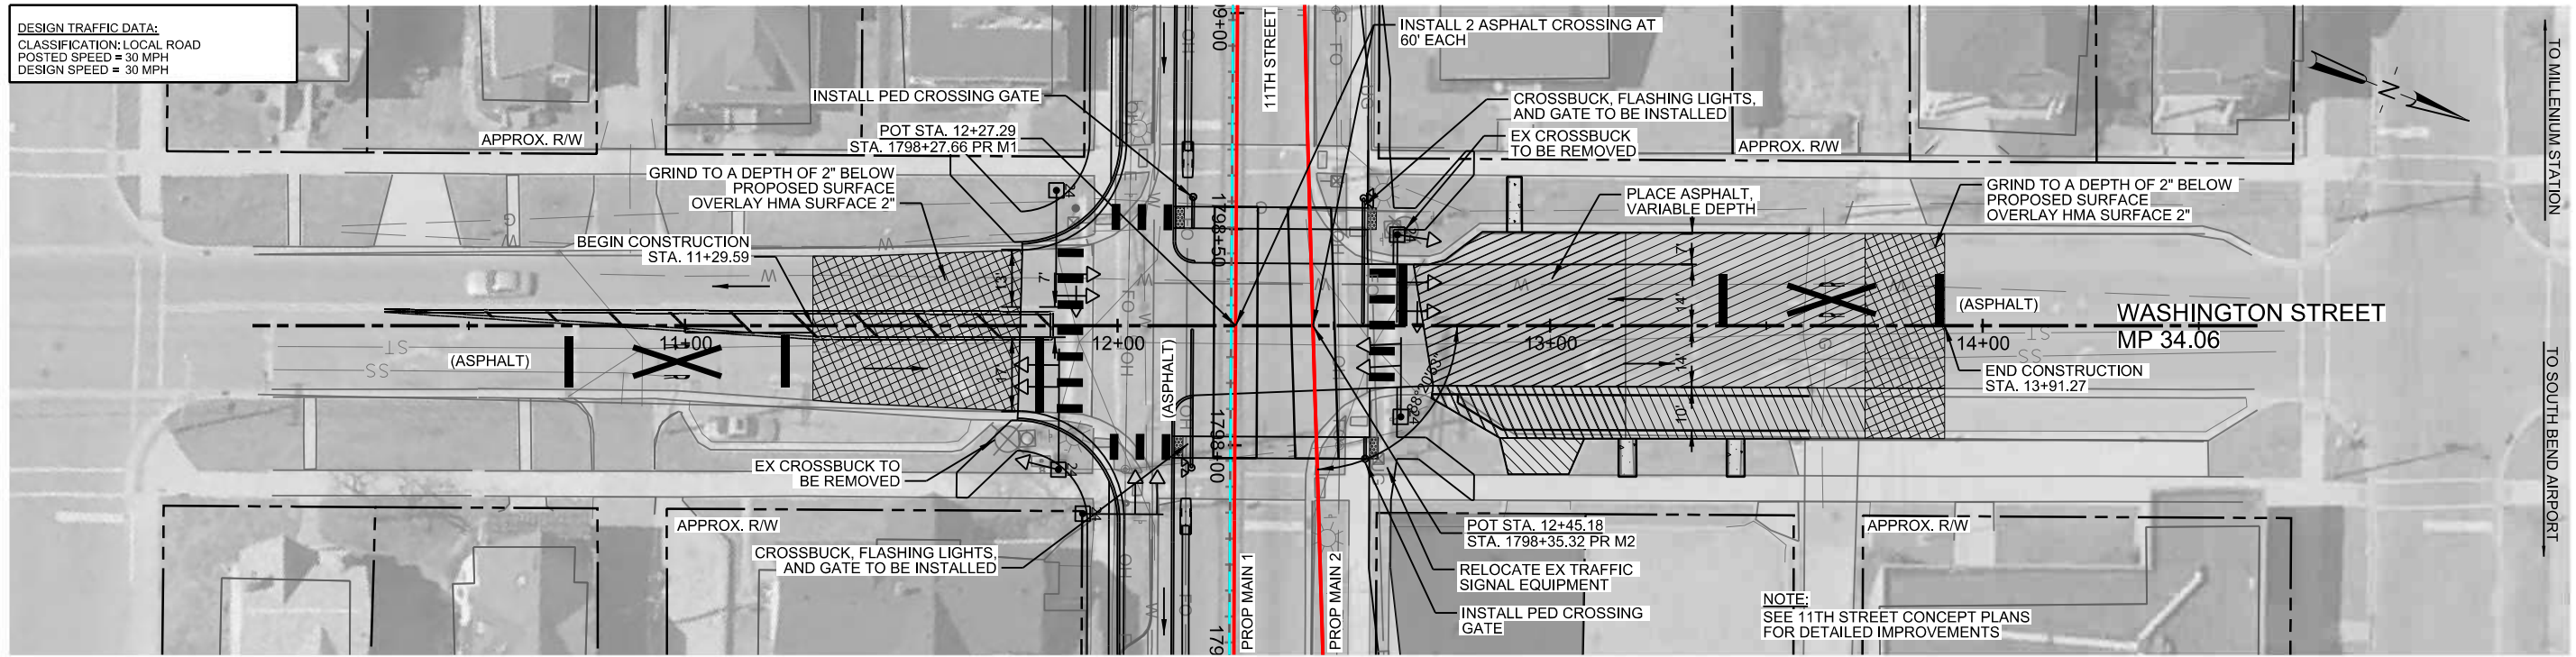 DESIGN TRAFFIC DATA:
CLASSIFICATION: LOCAL ROAD
POSTED SPEED = 30 MPH
DESIGN SPEED = 30 MPH
INSTALL PED CROSSING GATE
POT STA. 12+27.29
STA. 1798+27.66 PR M1
APPROX. R/W
GRIND TO A DEPTH OF 2" BELOW
PROPOSED SURFACE
OVERLAY HMA SURFACE 2"
BEGIN CONSTRUCTION
STA. 11+29.59
11TH STREET
INSTALL 2 ASPHALT CROSSING AT
60' EACH
CROSSBUCK, FLASHING LIGHTS,
AND GATE TO BE INSTALLED
EX CROSSBUCK
TO BE REMOVED
APPROX. R/W
PLACE ASPHALT,
VARIABLE DEPTH
GRIND TO A DEPTH OF 2" BELOW
PROPOSED SURFACE
OVERLAY HMA SURFACE 2"
N
TO MILLENIUM STATION
1798+50
13'
7'
7'
14'
14'
10'
17'
(ASPHALT)
WASHINGTON STREET
MP 34.06
11+00
12+00
13+00
14+00
(ASPHALT)
(ASPHALT)
END CONSTRUCTION
STA. 13+91.27
TO SOUTH BEND AIRPORT
1798+00
EX CROSSBUCK TO
BE REMOVED
APPROX. R/W
CROSSBUCK, FLASHING LIGHTS,
AND GATE TO BE INSTALLED
PROP MAIN 1
PROP MAIN 2
POT STA. 12+45.18
STA. 1798+35.32 PR M2
RELOCATE EX TRAFFIC
SIGNAL EQUIPMENT
INSTALL PED CROSSING
GATE
APPROX. R/W
NOTE:
SEE 11TH STREET CONCEPT PLANS
FOR DETAILED IMPROVEMENTS